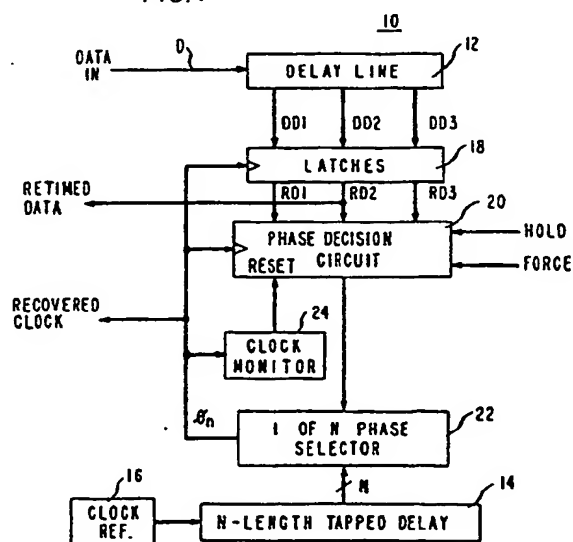 10
D
12
DATA
IN
DELAY LINE
DD1 DD2 DD3
18
LATCHES
RETIMED
DATA
RD1 RD2 RD3
20
PHASE DECISION
CIRCUIT
RESET
HOLD
FORCE
RECOVERED
CLOCK
24
CLOCK
MONITOR
Øn
1 OF N PHASE
SELECTOR
22
N
16
14
CLOCK
REF.
N-LENGTH TAPPED DELAY